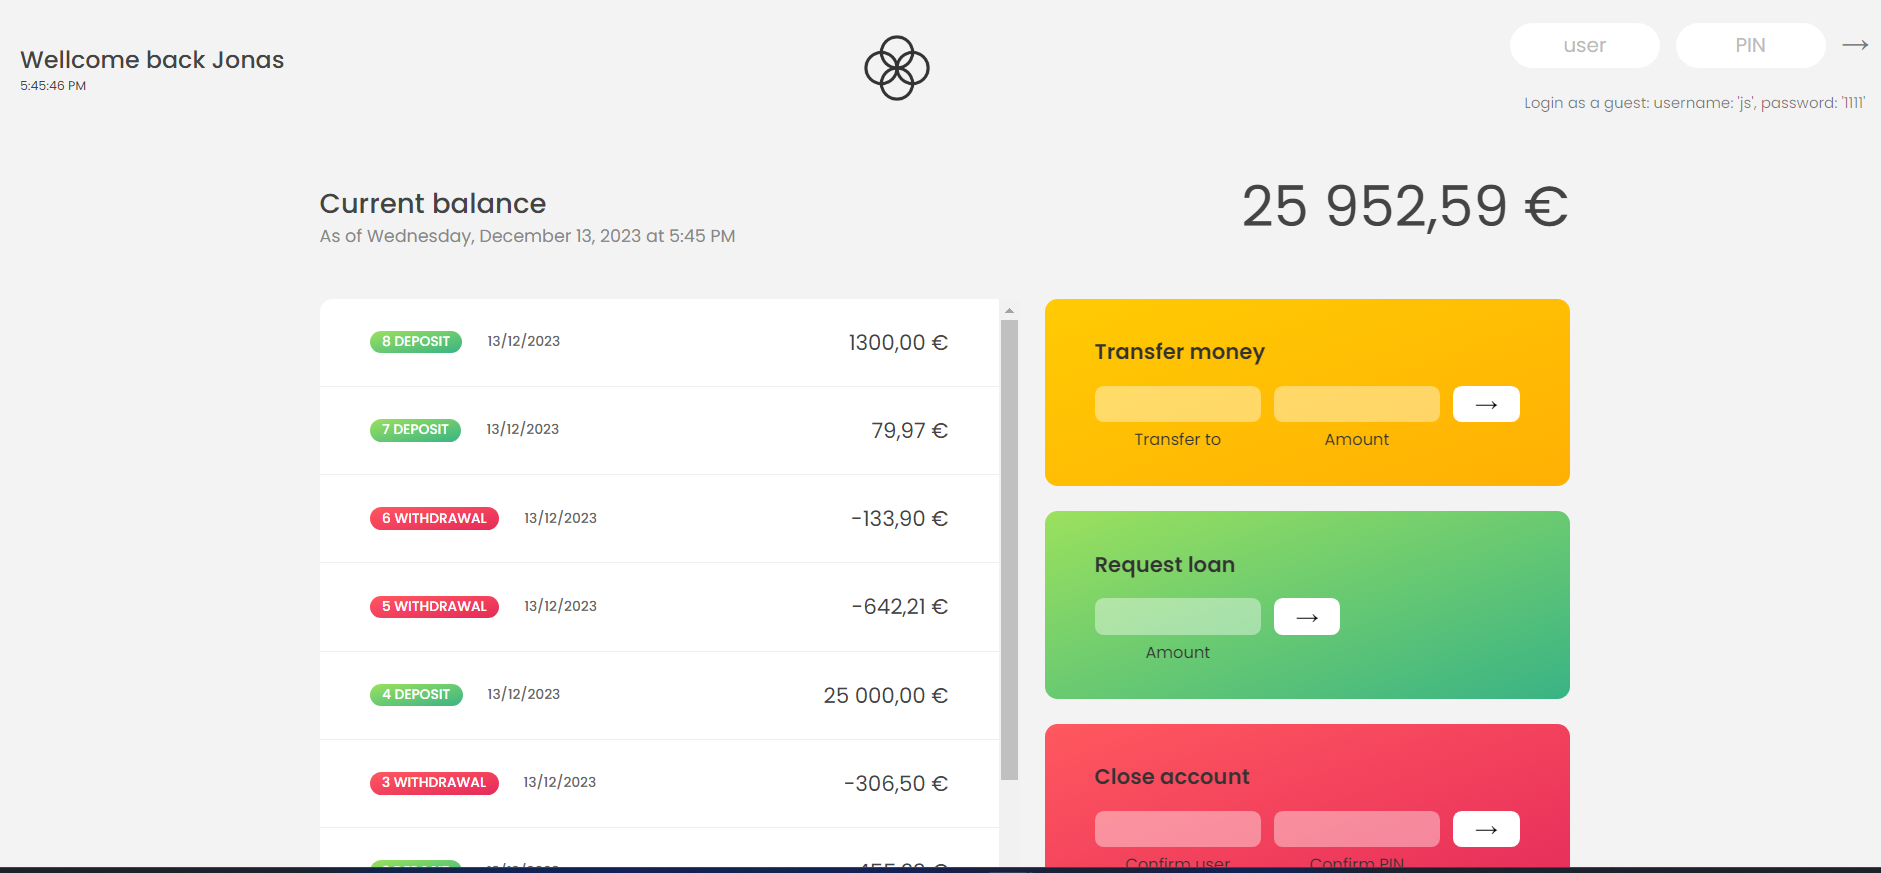 Wellcome back Jonas
5:45:46 PM
user
PIN
Login as a guest: username: 'js', password: '1111'
Current balance
As of Wednesday, December 13, 2023 at 5:45 PM
25 952,59 €
8 DEPOSIT 13/12/2023 1300,00 €
7 DEPOSIT 13/12/2023 79,97 €
6 WITHDRAWAL 13/12/2023 -133,90 €
5 WITHDRAWAL 13/12/2023 -642,21 €
4 DEPOSIT 13/12/2023 25 000,00 €
3 WITHDRAWAL 13/12/2023 -306,50 €
Transfer money
Transfer to Amount
Request loan
Amount
Close account
Confirm user Confirm PIN